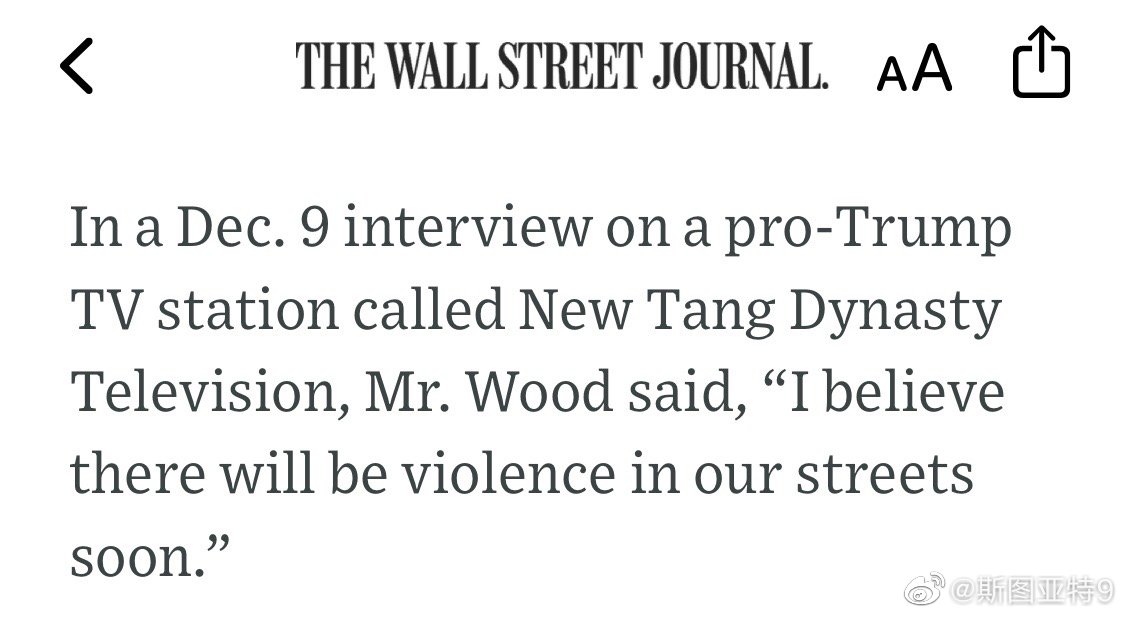 THE WALL STREET JOURNAL.
AA
In a Dec. 9 interview on a pro-Trump
TV station called New Tang Dynasty
Television, Mr. Wood said, “I believe
there will be violence in our streets
soon.”
@斯图亚特9